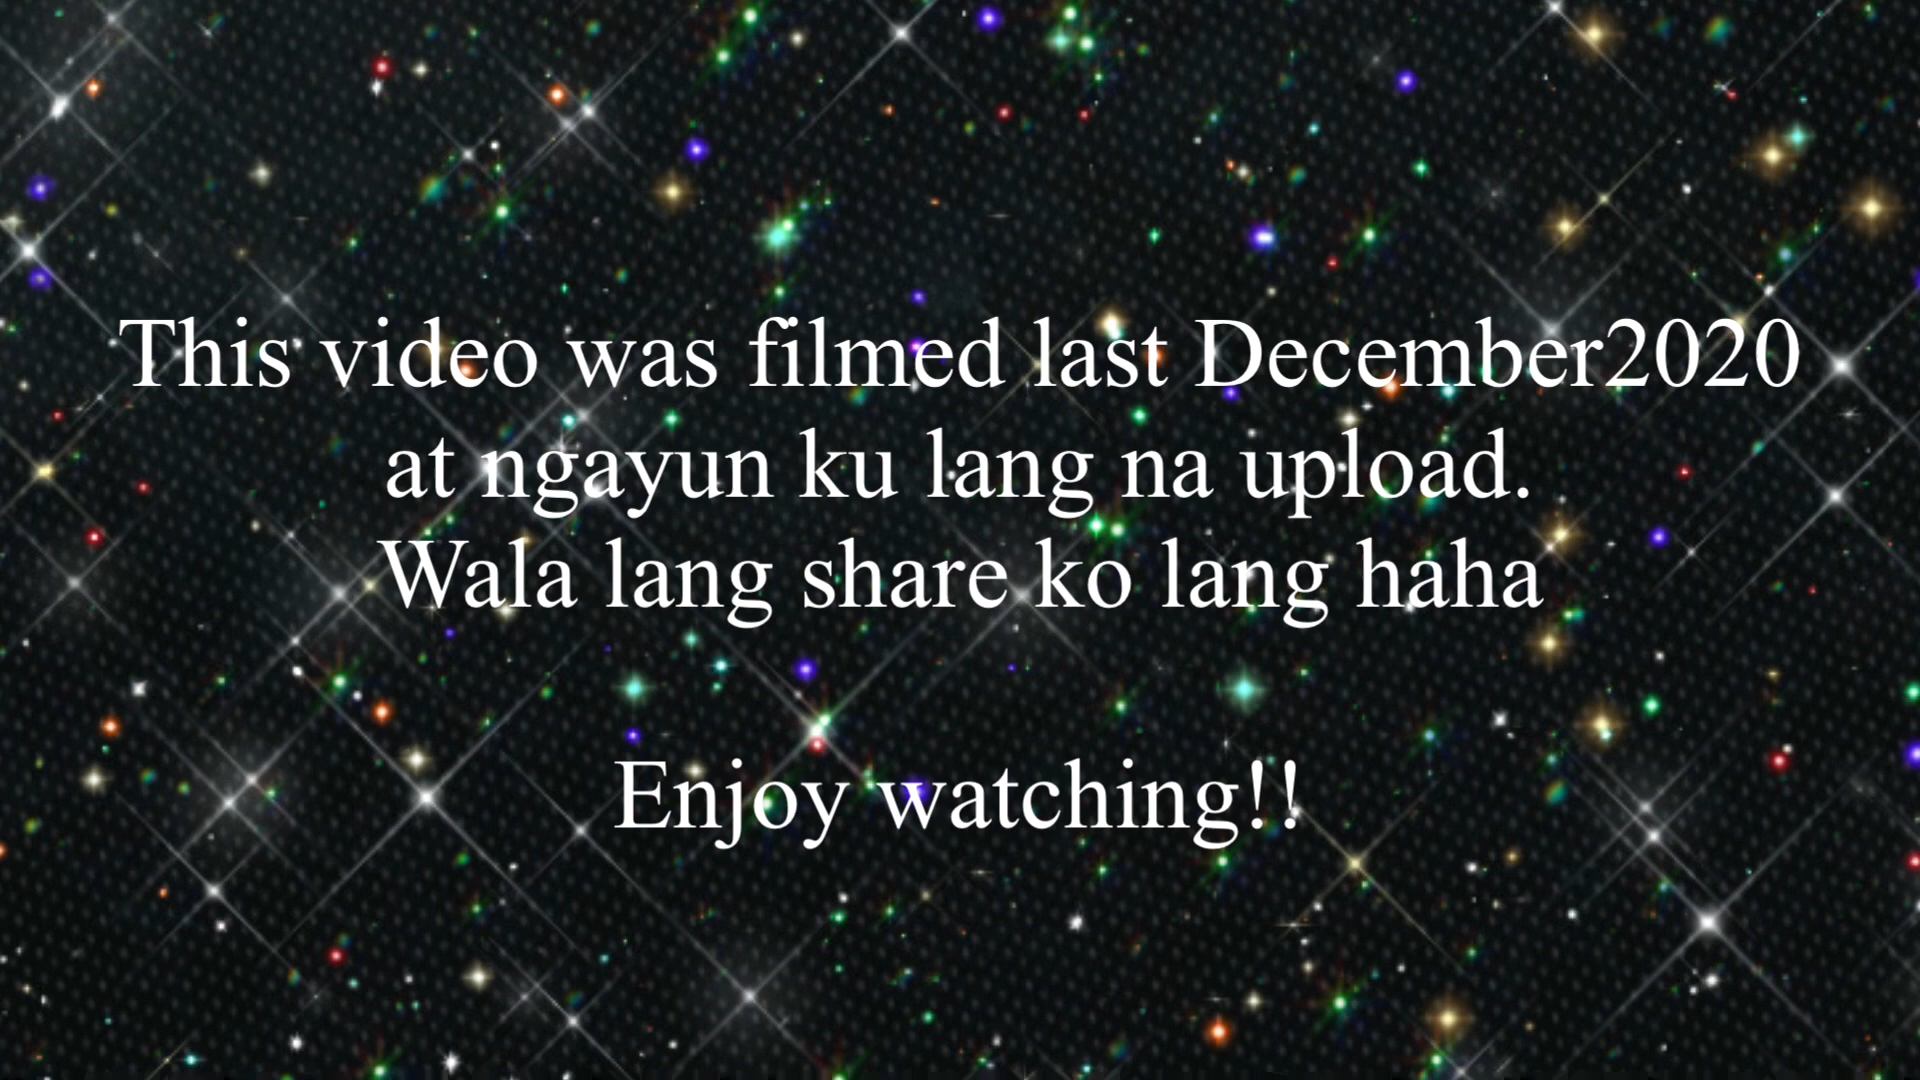 This video was filmed last December2020
at ngayun ku lang na upload.
Wala lang share ko lang haha
Enjoy watching!!